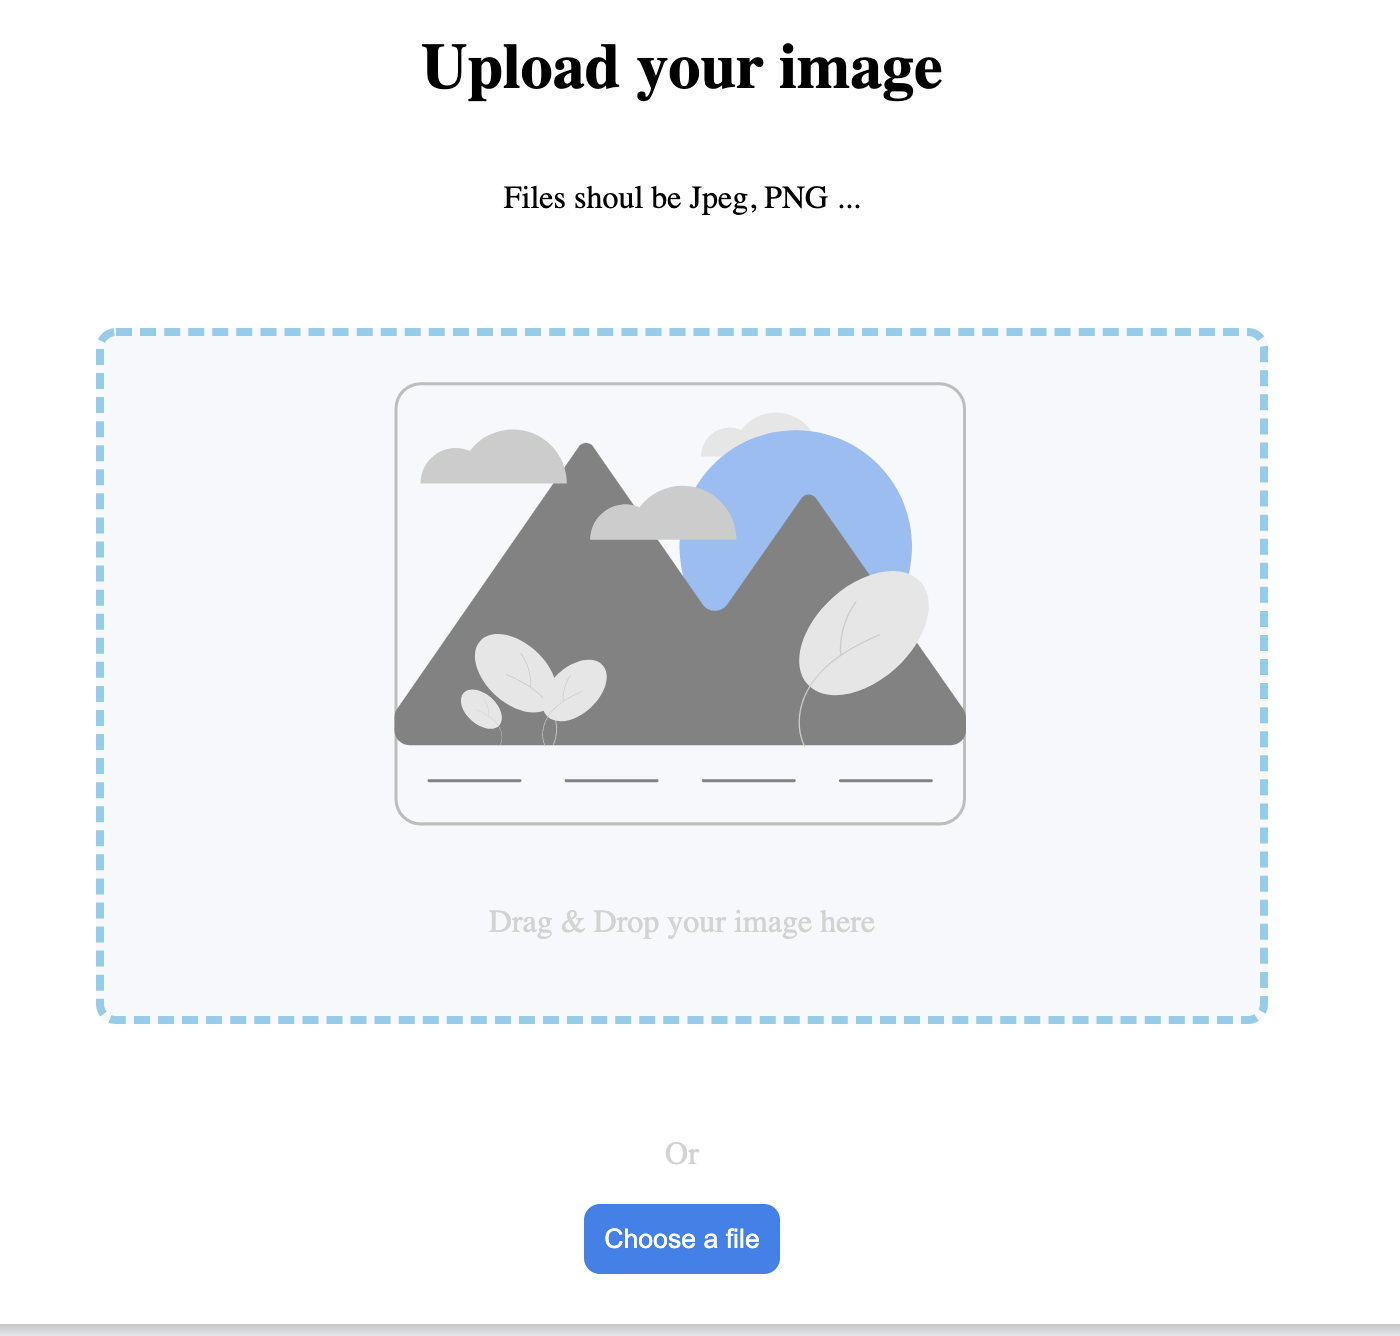 Upload your image
Files shoul be Jpeg, PNG ...
Drag & Drop your image here
Or
Choose a file